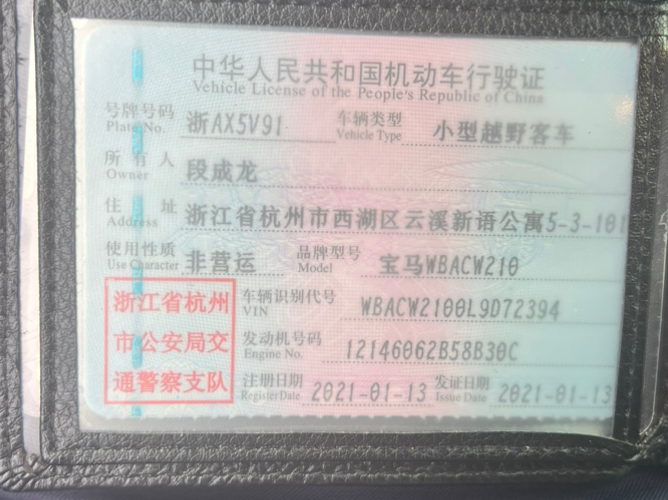 中华人民共和国机动车行驶证
Vehicle License of the People's Republic of China
号牌号码 浙AX5V91 车辆类型 小型越野客车
Plate No. Vehicle Type
所有人 段成龙
Owner
住址 浙江省杭州市西湖区云溪新语公寓5-3-101
Address
使用性质 非营运 品牌型号 宝马WBACW210
Use Character Model
浙江省杭州 车辆识别代号 WBACW2100L9D72394
VIN
市公安局交 发动机号码 12146062B58B30C
Engine No.
通警察支队 注册日期 2021-01-13 发证日期 2021-01-13
Register Date Issue Date